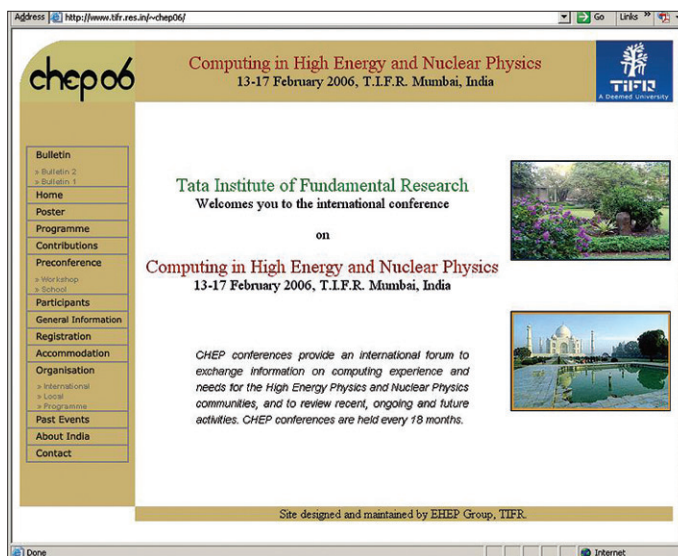 Address http://www.tifr.res.in/~chep06/ Go Links »
chep06
Computing in High Energy and Nuclear Physics
13-17 February 2006, T.I.F.R. Mumbai, India
TIFR
A Deemed University
Bulletin
» Bulletin 2
» Bulletin 1
Home
Poster
Programme
Contributions
Preconference
» Workshop
» School
Participants
General Information
Registration
Accommodation
Organisation
» International
» Local
» Programme
Past Events
About India
Contact
Tata Institute of Fundamental Research
Welcomes you to the international conference
on
Computing in High Energy and Nuclear Physics
13-17 February 2006, T.I.F.R. Mumbai, India
CHEP conferences provide an international forum to
exchange information on computing experience and
needs for the High Energy Physics and Nuclear Physics
communities, and to review recent, ongoing and future
activities. CHEP conferences are held every 18 months.
Site designed and maintained by EHEP Group, TIFR.
Done Internet